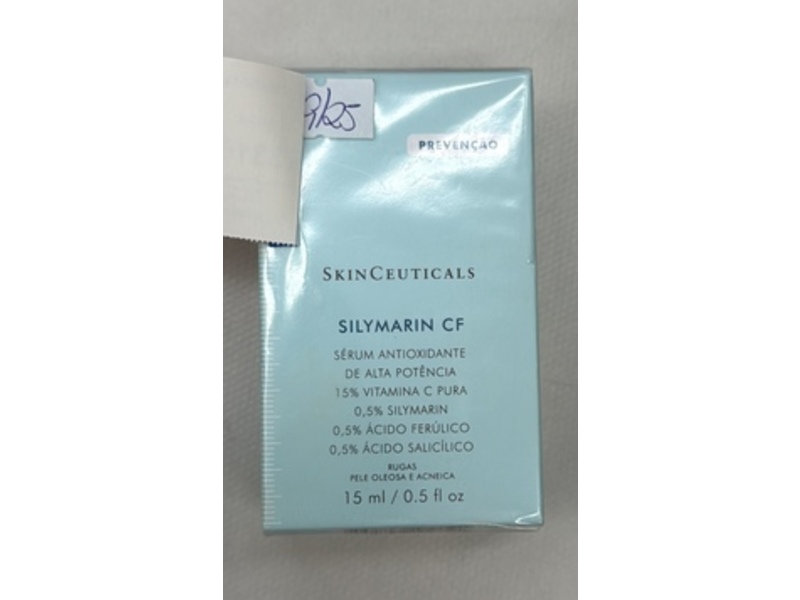 9/25
PREVENÇÃO
SKINCEUTICALS
SILYMARIN CF
SÉRUM ANTIOXIDANTE
DE ALTA POTÊNCIA
15% VITAMINA C PURA
0,5% SILYMARIN
0,5% ÁCIDO FERÚLICO
0,5% ÁCIDO SALICÍLICO
RUGAS
PELE OLEOSA E ACNEICA
15 ml / 0.5 fl oz